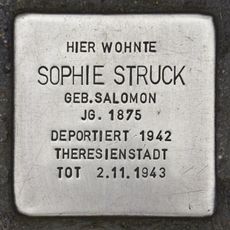 HIER WOHNTE
SOPHIE STRUCK
GEB.SALOMON
JG. 1875
DEPORTIERT 1942
THERESIENSTADT
TOT 2.11.1943